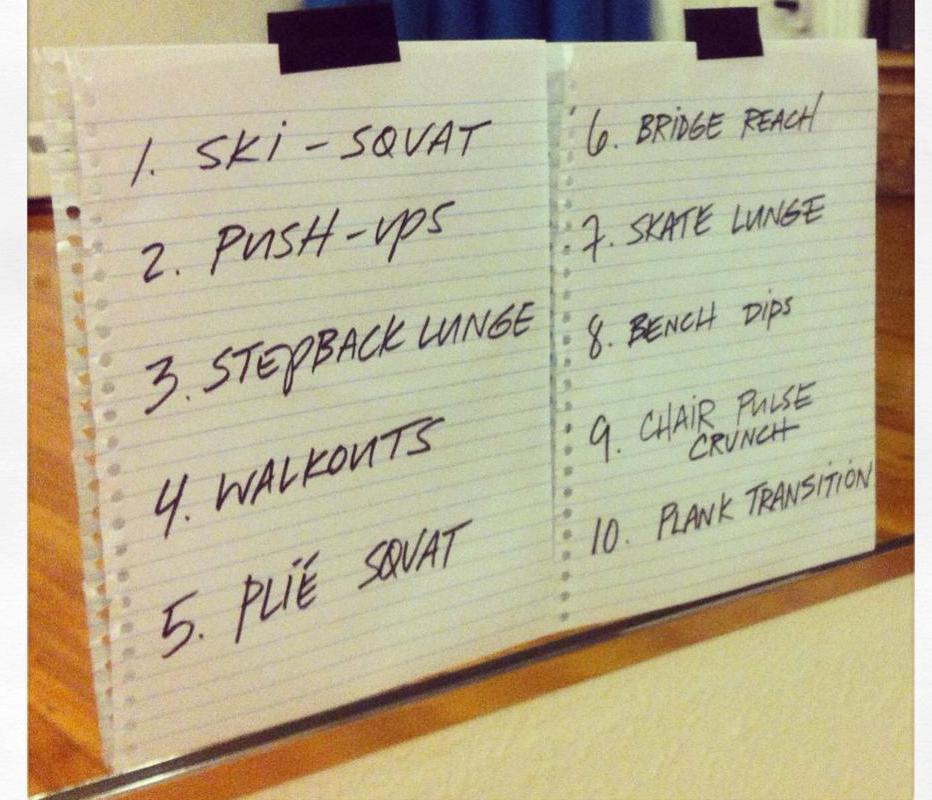 1. SKi - SQUAT
2. PUSH-UPS
3. STEPBACK LUNGE
4. WALKOUTS
5. PLIË SQUAT
6. BRIDGE REACH
7. SKATE LUNGE
8. BENCH Dips
9. CHAIR PULSE
CRUNCH
10. PLANK TRANSITION